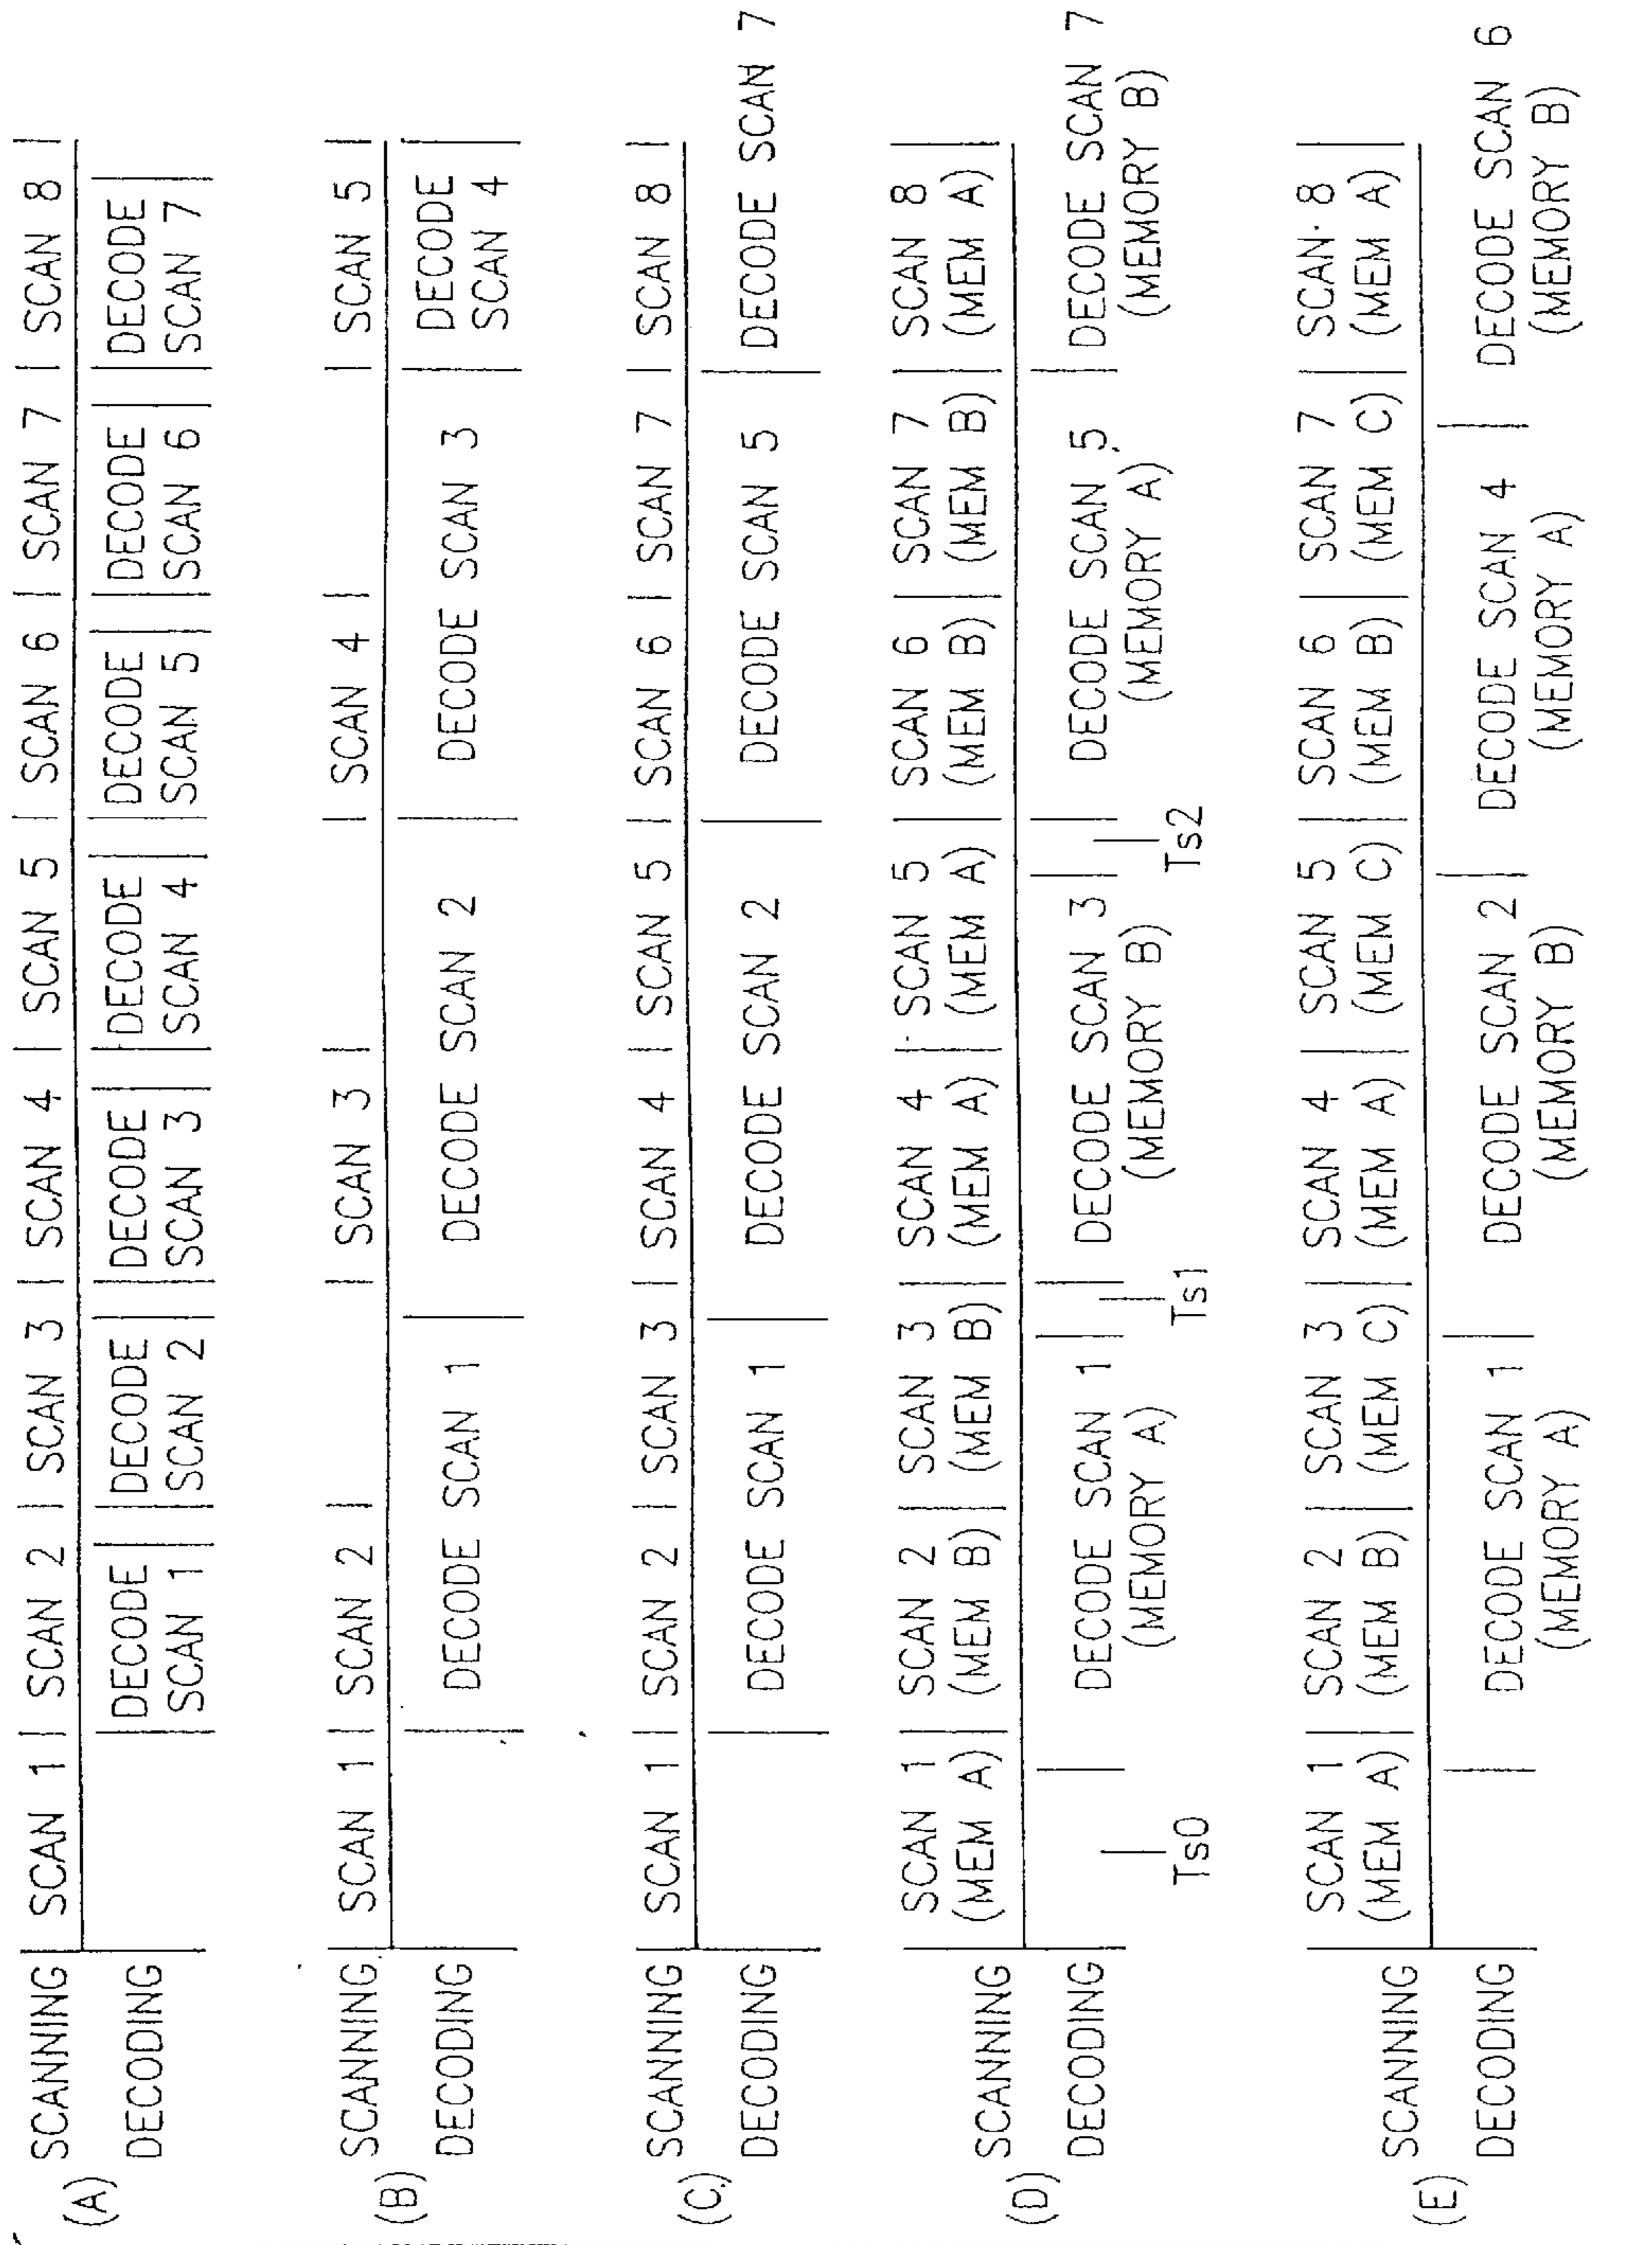 (A)
SCANNING | SCAN 1 | SCAN 2 | SCAN 3 | SCAN 4 | SCAN 5 | SCAN 6 | SCAN 7 | SCAN 8 |
DECODING | DECODE | DECODE | DECODE | DECODE | DECODE | DECODE | DECODE
SCAN 1 | SCAN 2 | SCAN 3 | SCAN 4 | SCAN 5 | SCAN 6 | SCAN 7
(B)
SCANNING | SCAN 1 | SCAN 2 | SCAN 3 | SCAN 4 | SCAN 5 |
DECODING DECODE SCAN 1 | DECODE SCAN 2 | DECODE SCAN 3 | DECODE
SCAN 4
(C)
SCANNING | SCAN 1 | SCAN 2 | SCAN 3 | SCAN 4 | SCAN 5 | SCAN 6 | SCAN 7 | SCAN 8 |
DECODING | DECODE SCAN 1 | DECODE SCAN 2 | DECODE SCAN 5 | DECODE SCAN 7
(D)
SCANNING SCAN 1 | SCAN 2 | SCAN 3 | SCAN 4 | SCAN 5 | SCAN 6 | SCAN 7 | SCAN 8
(MEM A) | (MEM B) | (MEM B) | (MEM A) | (MEM A) | (MEM B) | (MEM B) | (MEM A)
DECODING DECODE SCAN 1 DECODE SCAN 3 DECODE SCAN 5 DECODE SCAN 7
(MEMORY A) (MEMORY B) (MEMORY A) (MEMORY B)
Ts0 Ts1 Ts2
(E)
SCANNING SCAN 1 | SCAN 2 | SCAN 3 | SCAN 4 | SCAN 5 | SCAN 6 | SCAN 7 | SCAN 8
(MEM A) | (MEM B) | (MEM C) | (MEM A) | (MEM C) | (MEM B) | (MEM C) | (MEM A)
DECODING DECODE SCAN 1 DECODE SCAN 2 DECODE SCAN 4 DECODE SCAN 6
(MEMORY A) (MEMORY B) (MEMORY A) (MEMORY B)